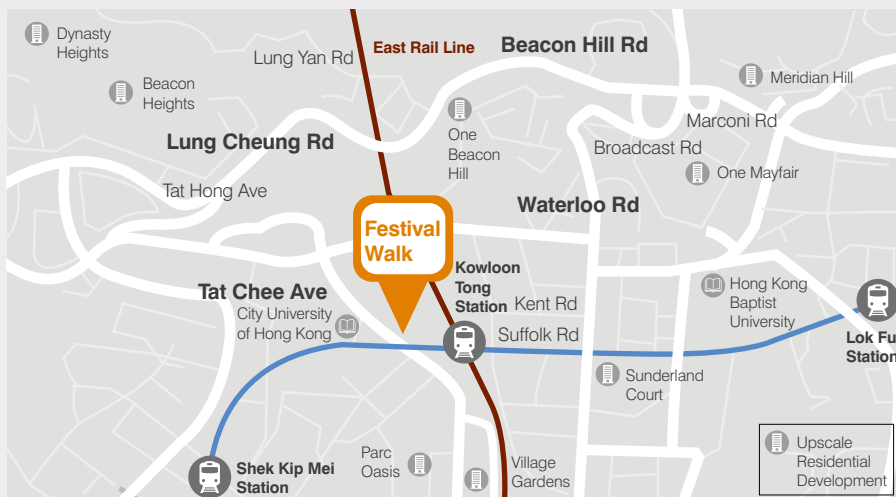 Dynasty
Heights
Lung Yan Rd
East Rail Line
Beacon Hill Rd
Beacon
Heights
Meridian Hill
Lung Cheung Rd
One
Beacon
Hill
Marconi Rd
Broadcast Rd
One Mayfair
Tat Hong Ave
Waterloo Rd
Festival
Walk
Kowloon
Tong
Station
Tat Chee Ave
City University
of Hong Kong
Kent Rd
Suffolk Rd
Hong Kong
Baptist
University
Lok Fu
Station
Sunderland
Court
Shek Kip Mei
Station
Parc
Oasis
Village
Gardens
Upscale
Residential
Development